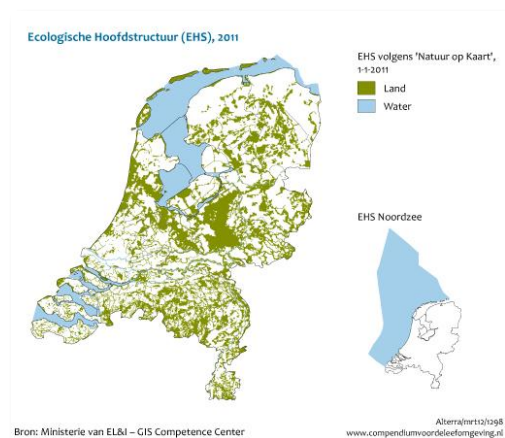 Ecologische Hoofdstructuur (EHS), 2011
EHS volgens 'Natuur op Kaart',
1-1-2011
Land
Water
EHS Noordzee
Alterra/mrt12/1298
Bron: Ministerie van EL&I – GIS Competence Center
www.compendiumvoordeleefomgeving.nl